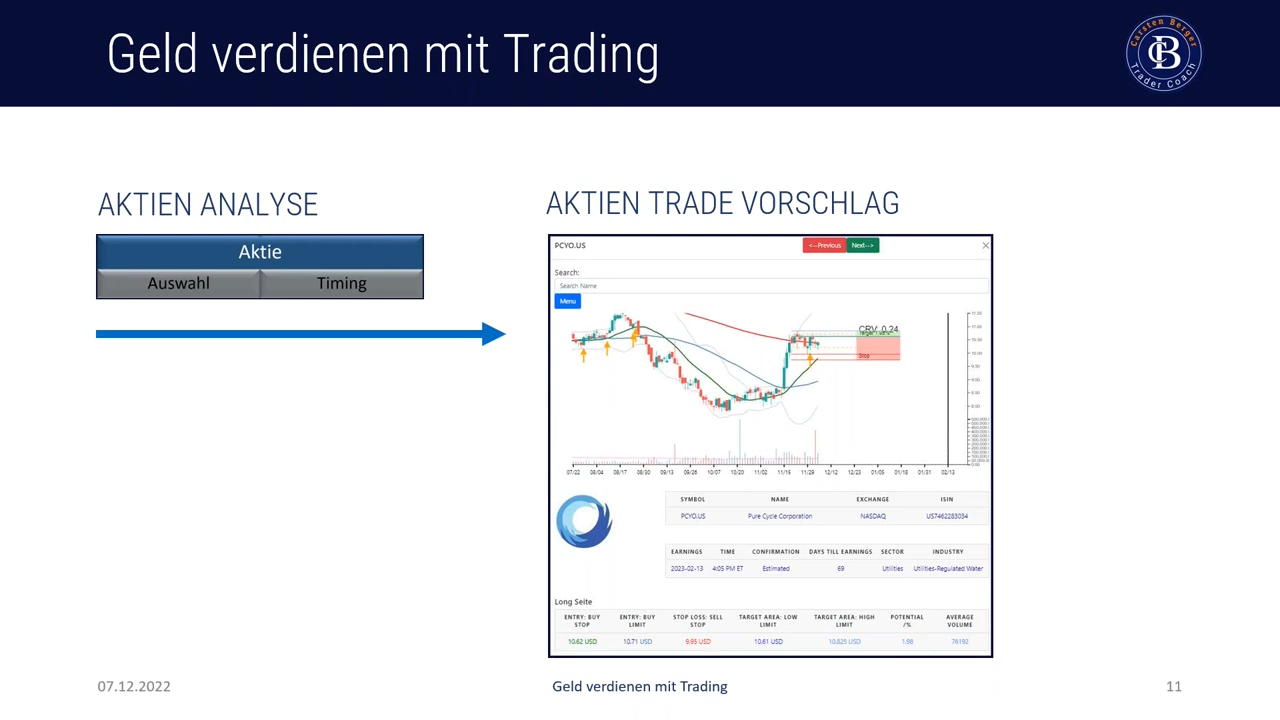 Geld verdienen mit Trading
Carsten Berger
CB
Trader Coach
AKTIEN ANALYSE
Aktie
Auswahl Timing
AKTIEN TRADE VORSCHLAG
PCYO.US
<--Previous Next-->
Search:
Search Name
Menu
CRV: 0.24
Stop
07/22 08/04 08/17 08/30 09/13 09/26 10/07 10/20 11/02 11/15 11/29 12/12 12/23 01/05 01/18 01/31 02/13
SYMBOL NAME EXCHANGE ISIN
PCYO.US Pure Cycle Corporation NASDAQ US7462283034
EARNINGS TIME CONFIRMATION DAYS TILL EARNINGS SECTOR INDUSTRY
2023-02-13 4:05 PM ET Estimated 69 Utilities Utilities-Regulated Water
Long Seite
ENTRY: BUY STOP ENTRY: BUY LIMIT STOP LOSS: SELL STOP TARGET AREA: LOW LIMIT TARGET AREA: HIGH LIMIT POTENTIAL /% AVERAGE VOLUME
10.62 USD 10.71 USD 9.95 USD 10.61 USD 10.825 USD 1.98 76192
07.12.2022
Geld verdienen mit Trading
11